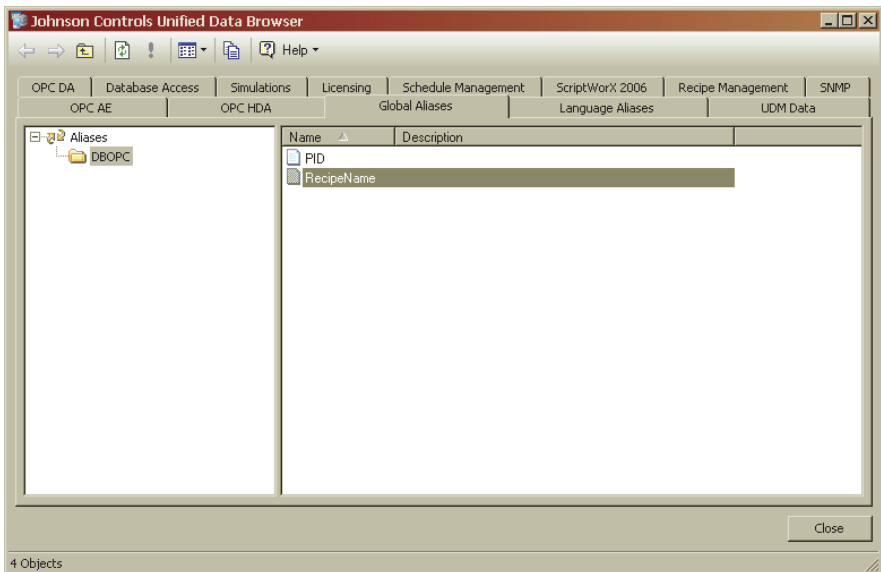 Johnson Controls Unified Data Browser
Help
OPC DA Database Access Simulations Licensing Schedule Management ScriptWorX 2006 Recipe Management SNMP
OPC AE OPC HDA Global Aliases Language Aliases UDM Data
Aliases
DBOPC
Name Description
PID
RecipeName
Close
4 Objects